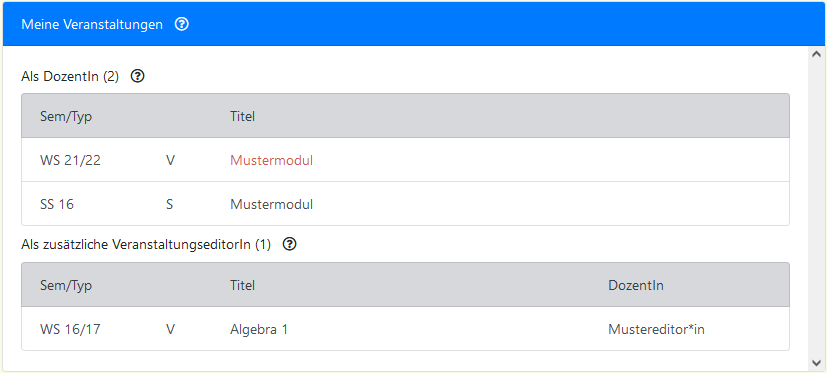 Meine Veranstaltungen
Als DozentIn (2)
Sem/Typ Titel
WS 21/22 V Mustermodul
SS 16 S Mustermodul
Als zusätzliche VeranstaltungseditorIn (1)
Sem/Typ Titel DozentIn
WS 16/17 V Algebra 1 Mustereditor*in